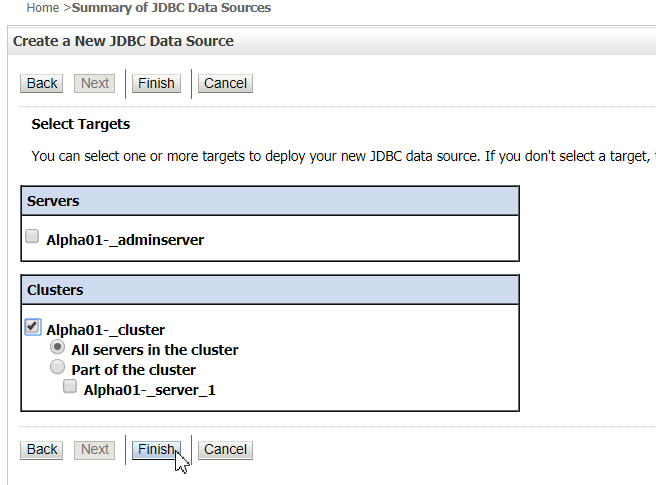 Home >Summary of JDBC Data Sources
Create a New JDBC Data Source
Back Next Finish Cancel
Select Targets
You can select one or more targets to deploy your new JDBC data source. If you don't select a target,
Servers
Alpha01-_adminserver
Clusters
Alpha01-_cluster
All servers in the cluster
Part of the cluster
Alpha01-_server_1
Back Next Finish Cancel